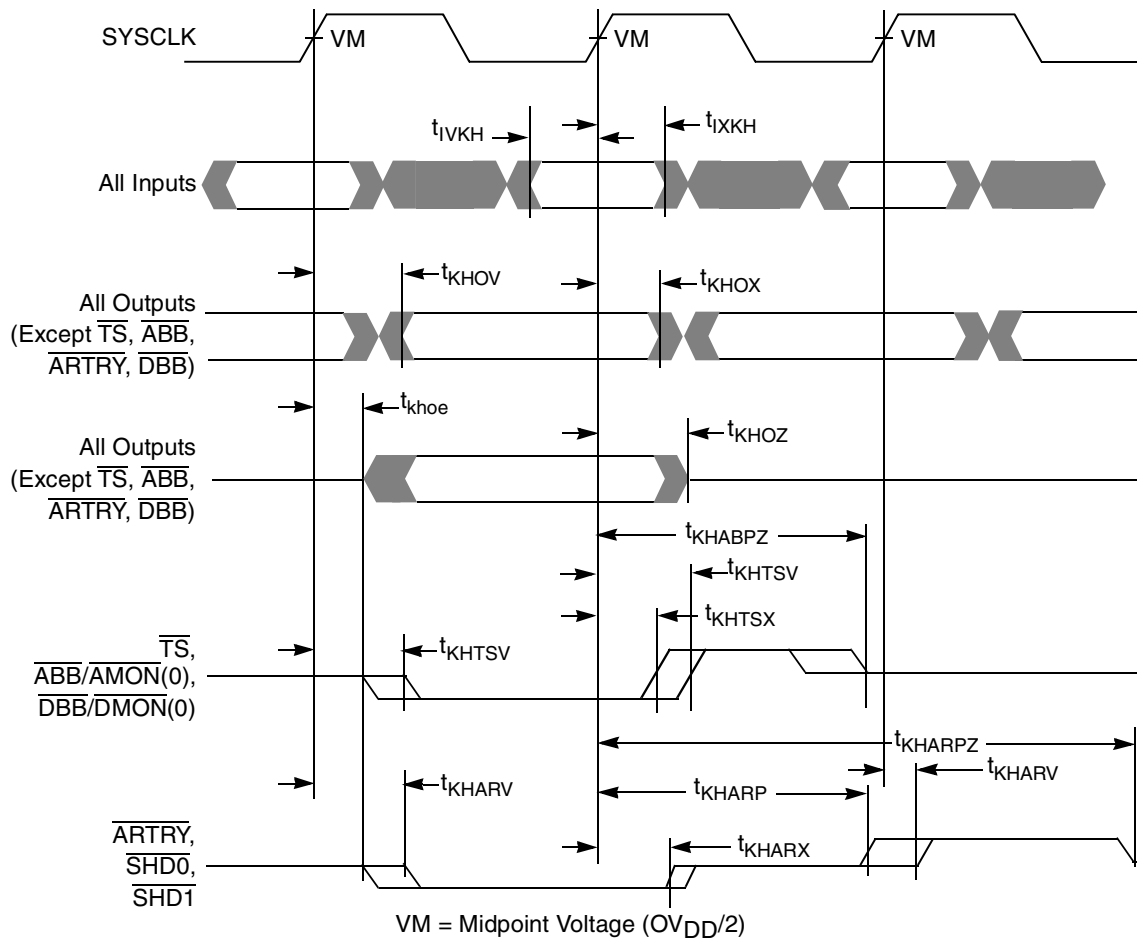 SYSCLK VM VM VM
tIVKH tIXKH
All Inputs
tKHOV tKHOX
All Outputs
(Except TS, ABB,
ARTRY, DBB)
tkhoe
tKHOZ
All Outputs
(Except TS, ABB,
ARTRY, DBB)
tKHABPZ
tKHTSV
tKHTSX
TS,
tKHTSV
ABB/AMON(0),
DBB/DMON(0)
tKHARPZ
tKHARV tKHARP tKHARV
ARTRY,
tKHARX
SHD0,
SHD1
VM = Midpoint Voltage (OVDD/2)